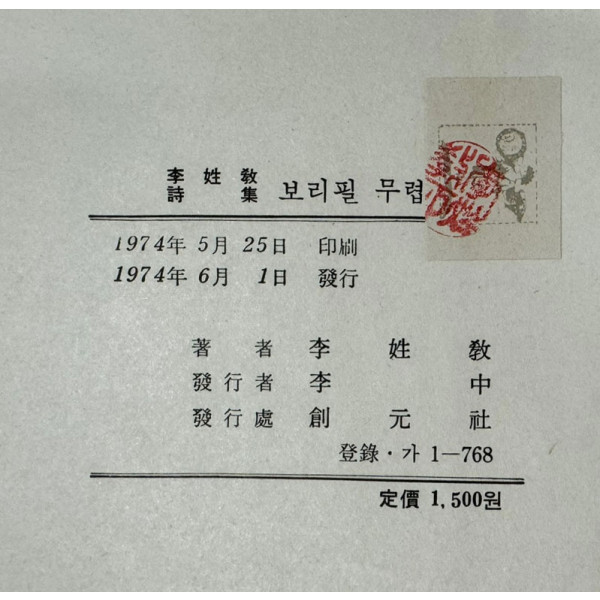 李姓敎
詩集 보리필 무렵
1974年 5月 25日 印刷
1974年 6月 1日 發行
著者 李姓敎
發行者 李中
發行處 創元社
登錄·가 1—768
定價 1,500원